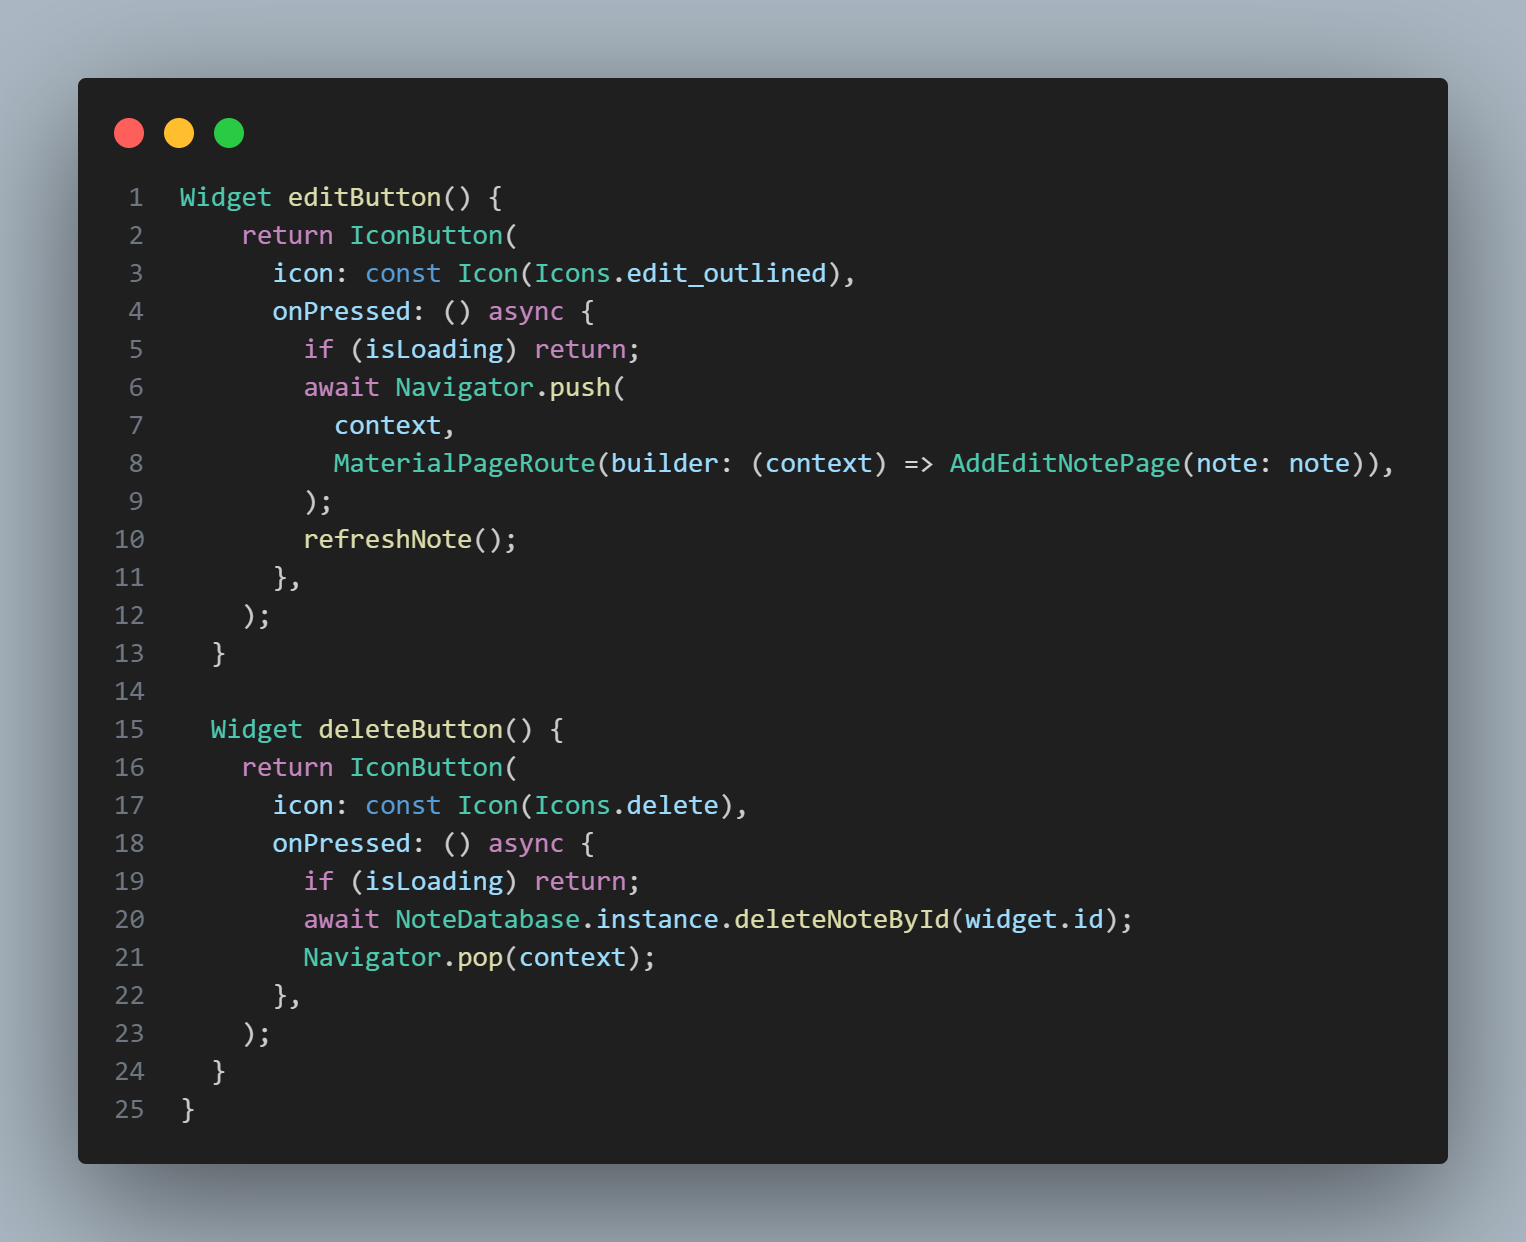 1 Widget editButton() {
2     return IconButton(
3       icon: const Icon(Icons.edit_outlined),
4       onPressed: () async {
5         if (isLoading) return;
6         await Navigator.push(
7           context,
8           MaterialPageRoute(builder: (context) => AddEditNotePage(note: note)),
9         );
10         refreshNote();
11       },
12     );
13   }
14
15   Widget deleteButton() {
16     return IconButton(
17       icon: const Icon(Icons.delete),
18       onPressed: () async {
19         if (isLoading) return;
20         await NoteDatabase.instance.deleteNoteById(widget.id);
21         Navigator.pop(context);
22       },
23     );
24   }
25 }